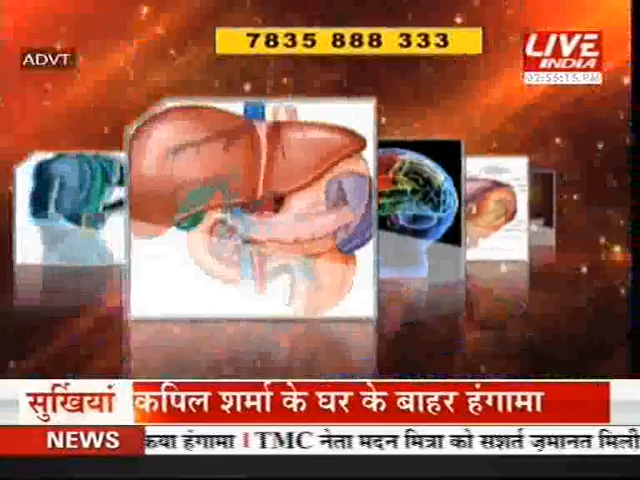 7835 888 333
ADVT
LIVE
INDIA
02:55:15 PM
सुर्खियां
कपिल शर्मा के घर के बाहर हंगामा
NEWS
हंगामा । TMC नेता मदन मित्रा को सशर्त ज़मानत मिली